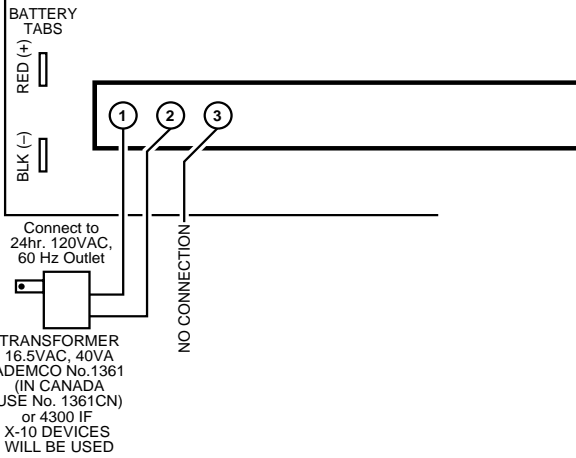 BATTERY
TABS
RED (+)
BLK (–)
1 2 3
Connect to
24hr. 120VAC,
60 Hz Outlet
NO CONNECTION
TRANSFORMER
16.5VAC, 40VA
ADEMCO No.1361
(IN CANADA
USE No. 1361CN)
or 4300 IF
X-10 DEVICES
WILL BE USED